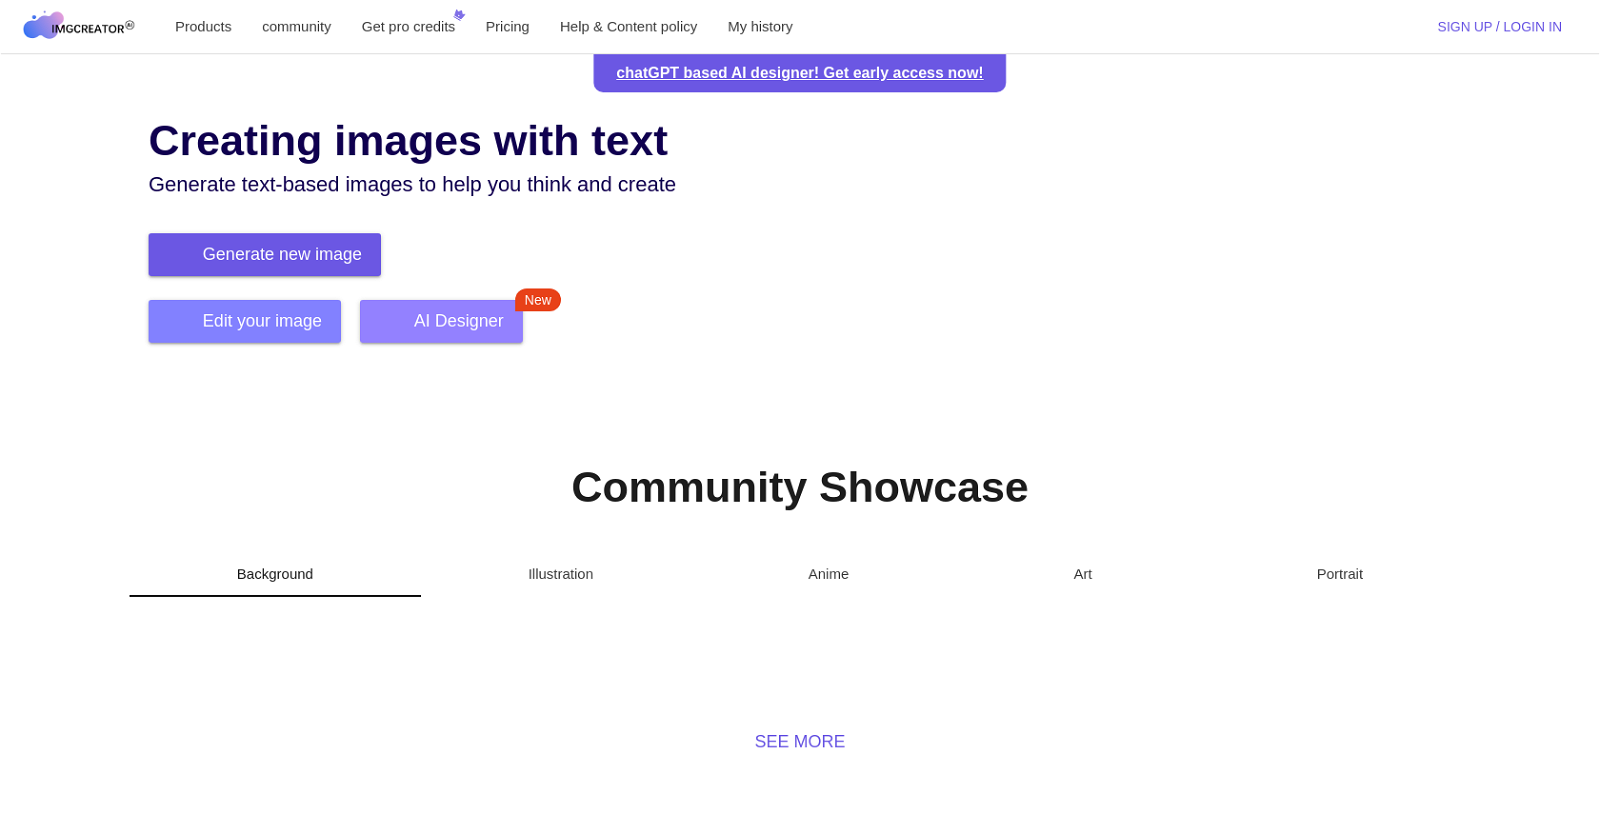 IMGCREATOR AI
Products
community
Get pro credits
Pricing
Help & Content policy
My history
SIGN UP / LOGIN IN
chatGPT based AI designer! Get early access now!
Creating images with text
Generate text-based images to help you think and create
Generate new image
New
Edit your image
AI Designer
Community Showcase
Background
Illustration
Anime
Art
Portrait
SEE MORE